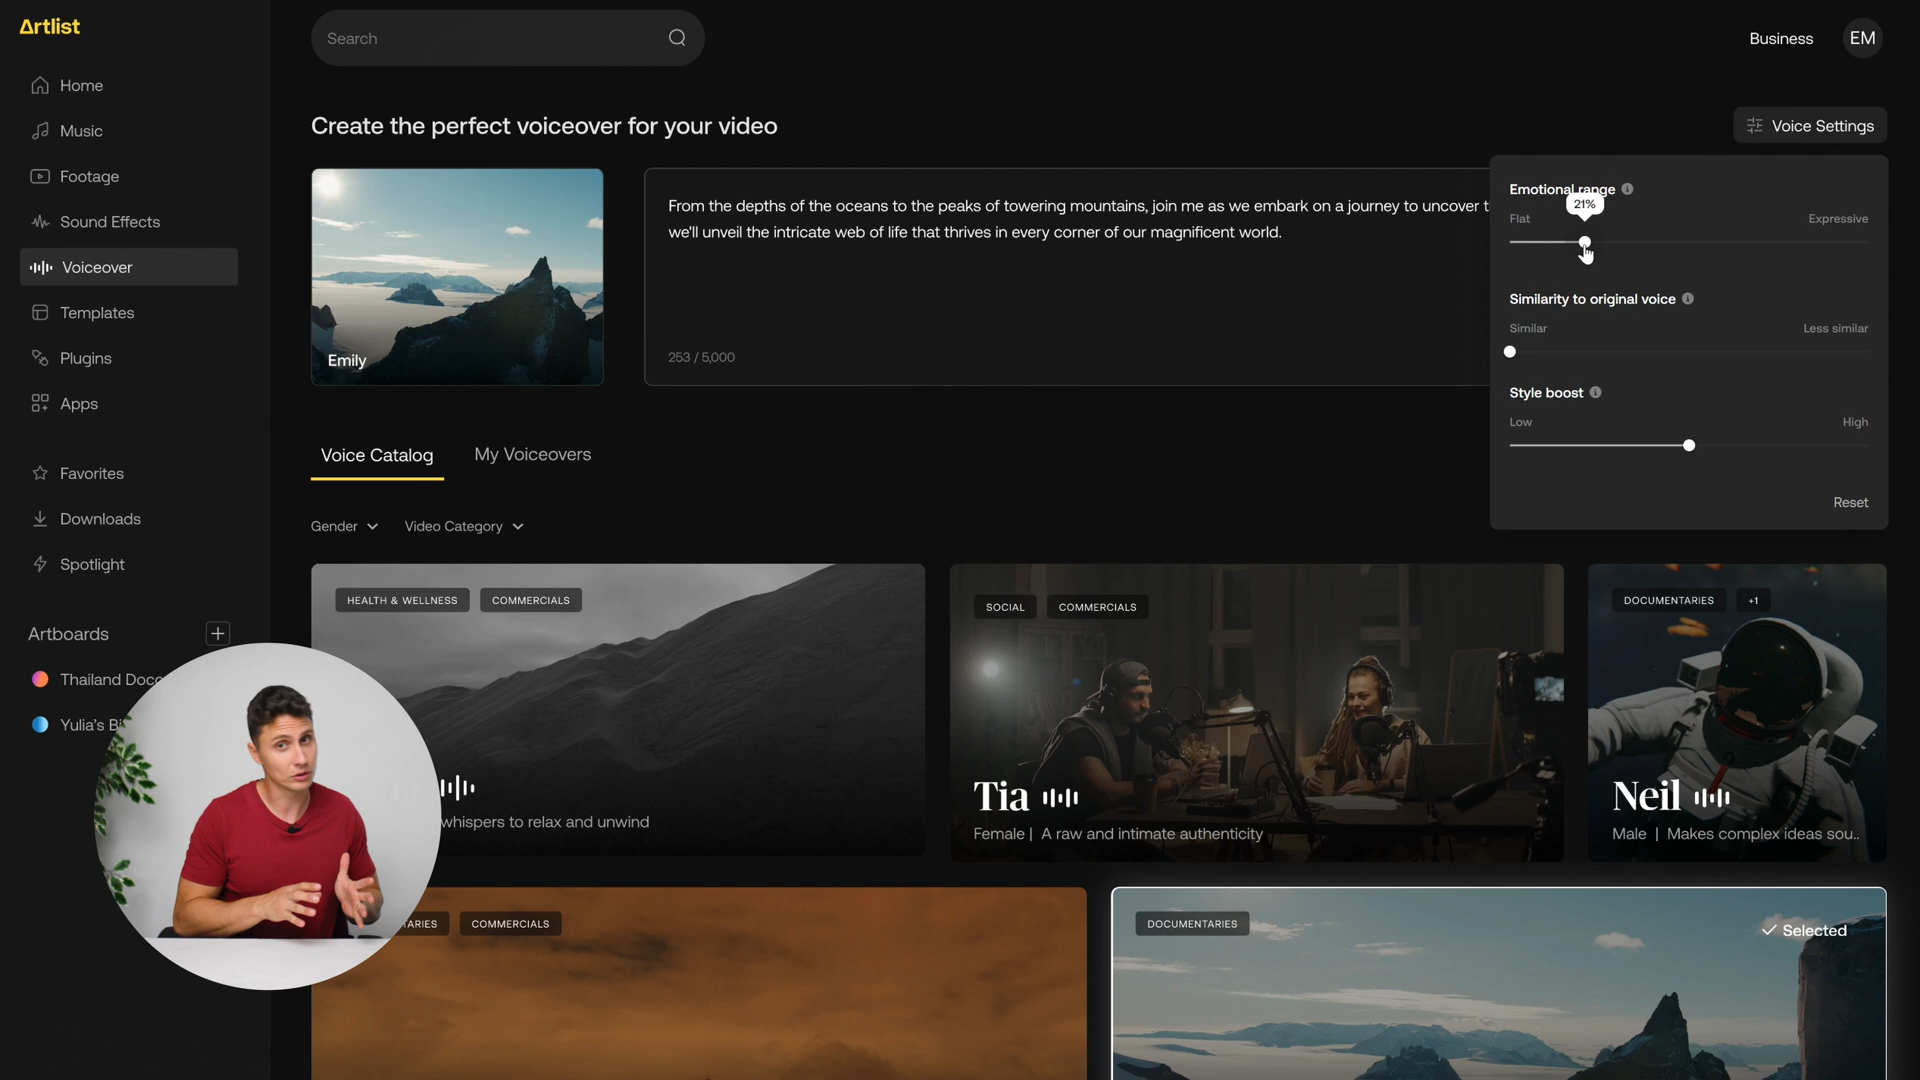 Artlist
Search
Business
EM
Home
Music
Footage
Sound Effects
Voiceover
Templates
Plugins
Apps
Favorites
Downloads
Spotlight
Artboards
Thailand Docc
Yulia’s Bi
Create the perfect voiceover for your video
Voice Settings
Emily
From the depths of the oceans to the peaks of towering mountains, join me as we embark on a journey to uncover t
we'll unveil the intricate web of life that thrives in every corner of our magnificent world.
253 / 5,000
Emotional range
21%
Flat
Expressive
Similarity to original voice
Similar
Less similar
Style boost
Low
High
Reset
Voice Catalog
My Voiceovers
Gender
Video Category
HEALTH & WELLNESS
COMMERCIALS
whispers to relax and unwind
SOCIAL
COMMERCIALS
Tia
Female | A raw and intimate authenticity
DOCUMENTARIES
+1
Neil
Male | Makes complex ideas sou..
TARIES
COMMERCIALS
DOCUMENTARIES
Selected